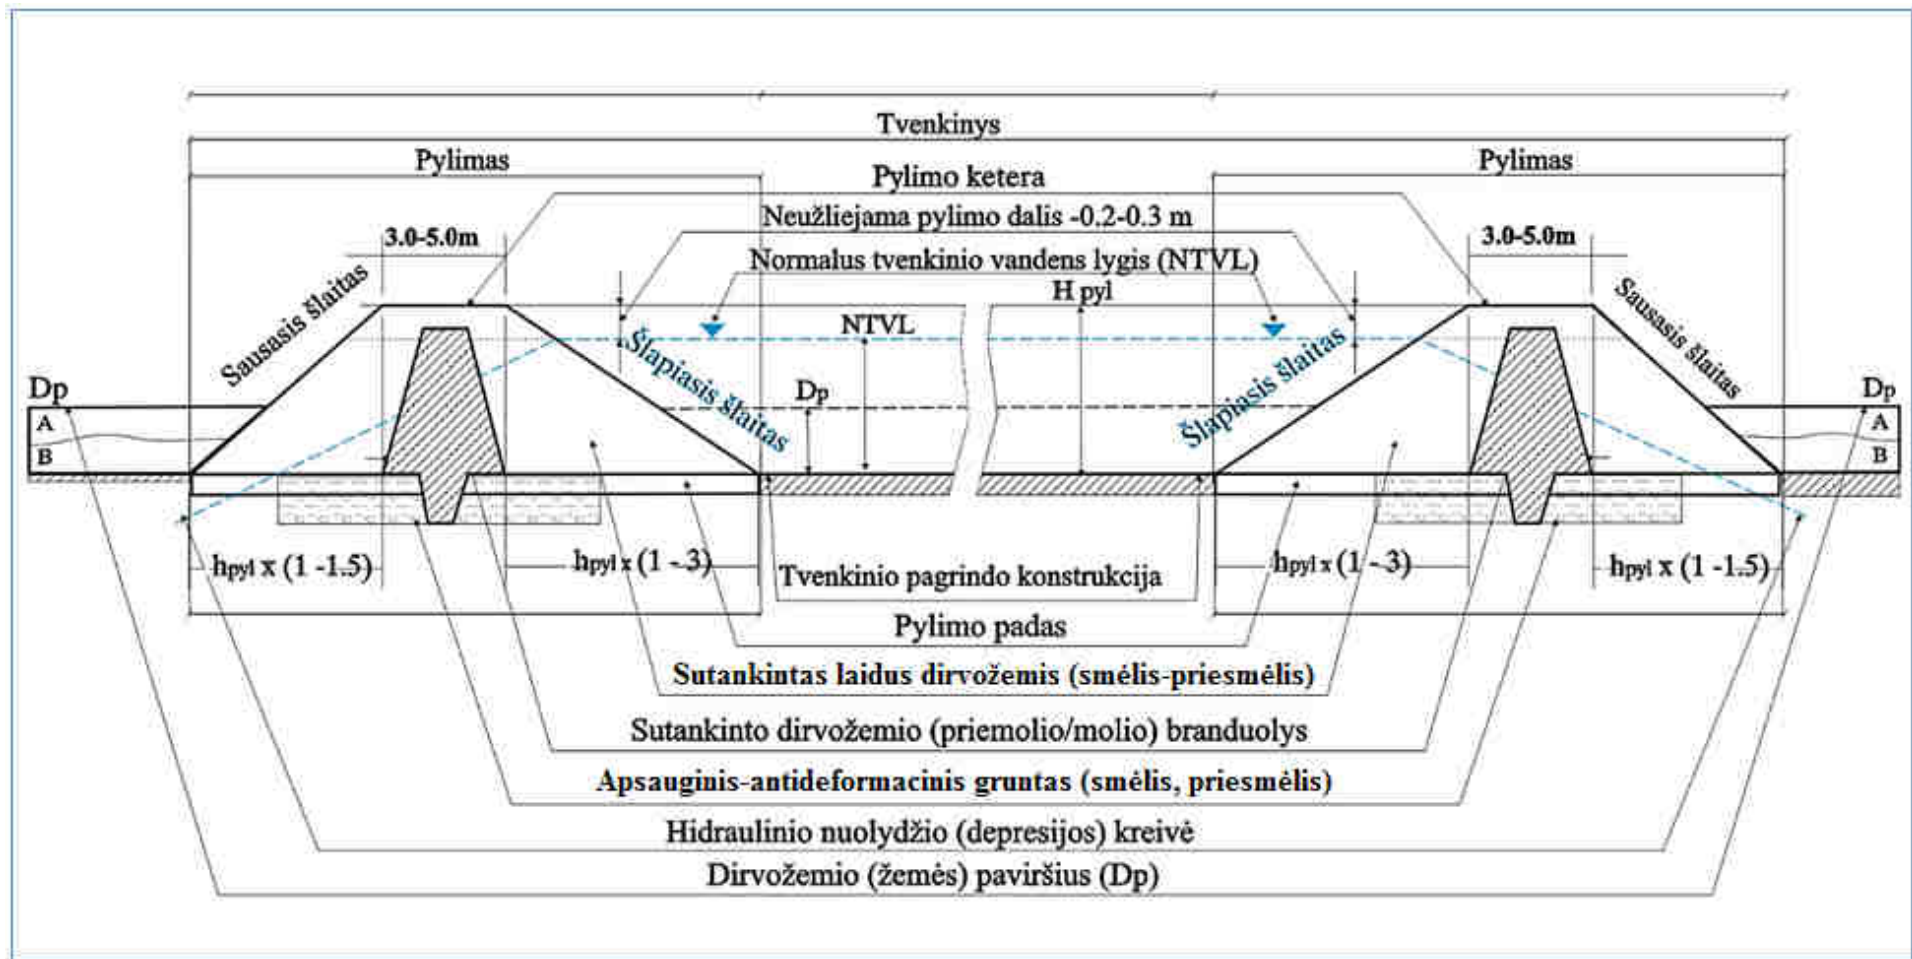 Tvenkinys
Pylimas
Pylimas
Pylimo ketera
Neužliejama pylimo dalis -0.2-0.3 m
3.0-5.0m
3.0-5.0m
Normalus tvenkinio vandens lygis (NTVL)
H pyl
Sausasis šlaitas
Sausasis šlaitas
NTVL
Šlapiasis šlaitas
Šlapiasis šlaitas
Dp
Dp
Dp
A
B
A
B
hpyl x (1 -1.5)
hpyl x (1 - 3)
hpyl x (1 - 3)
hpyl x (1 -1.5)
Tvenkinio pagrindo konstrukcija
Pylimo padas
Sutankintas laidus dirvožemis (smėlis-priesmėlis)
Sutankinto dirvožemio (priemolio/molio) branduolys
Apsauginis-antideformacinis gruntas (smėlis, priesmėlis)
Hidraulinio nuolydžio (depresijos) kreivė
Dirvožemio (žemės) paviršius (Dp)